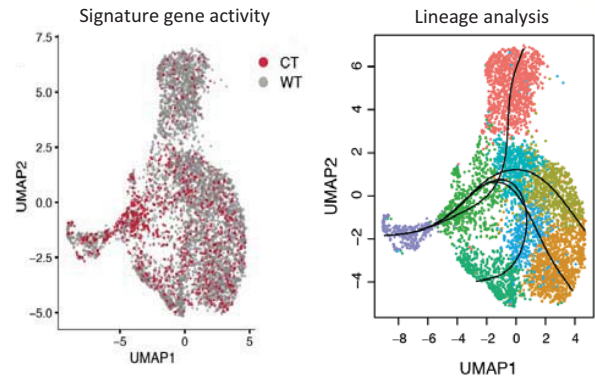 Signature gene activity
7.5
5.0
2.5
0.0
−2.5
−5.0
UMAP2
−5
0
5
UMAP1
CT
WT
Lineage analysis
6
4
2
0
−2
−4
UMAP2
−8
−6
−4
−2
0
2
4
UMAP1